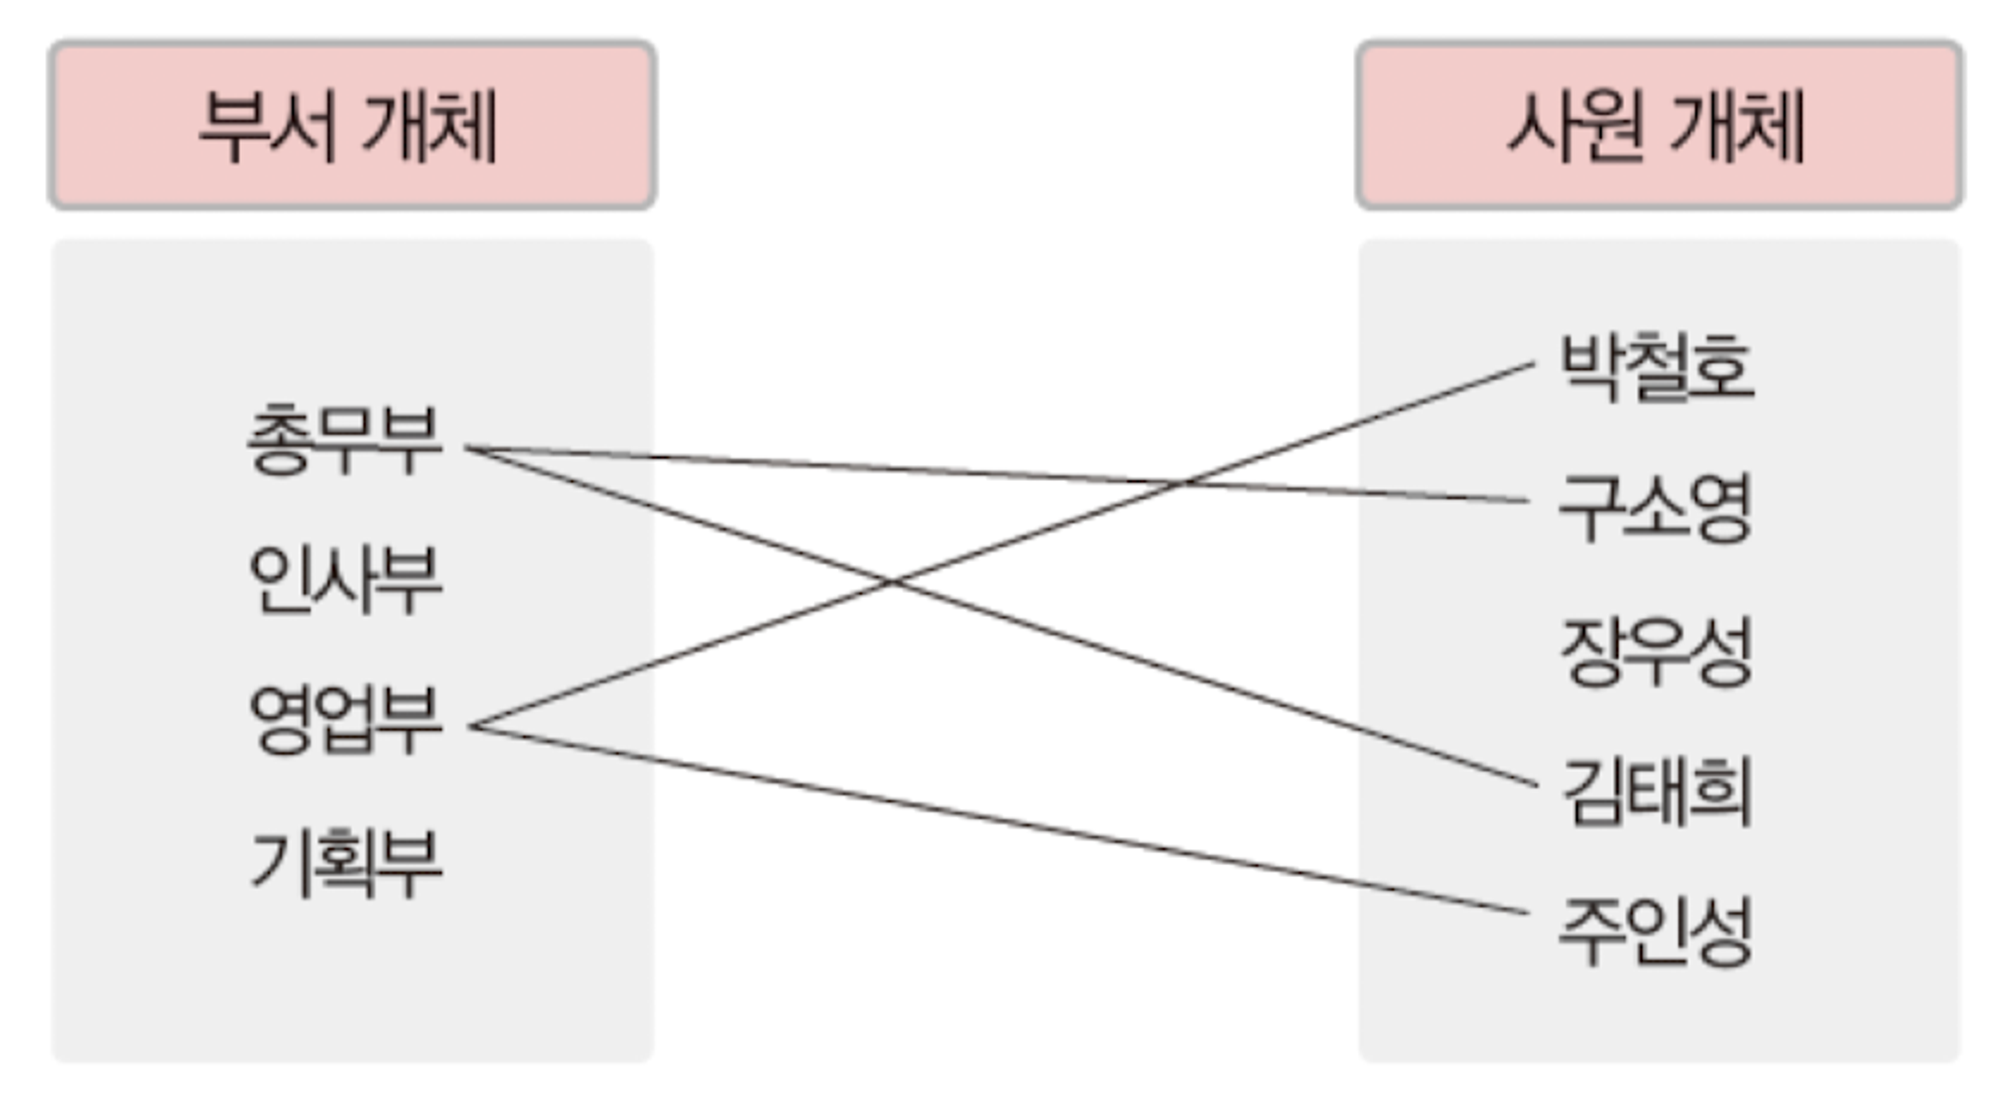 부서 개체
총무부
인사부
영업부
기획부
사원 개체
박철호
구소영
장우성
김태희
주인성